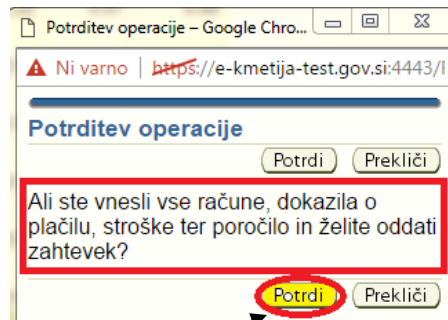 Potrditev operacije – Google Chro...
Ni varno | https://e-kmetija-test.gov.si:4443/
Potrditev operacije
Potrdi Prekliči
Ali ste vnesli vse račune, dokazila o
plačilu, stroške ter poročilo in želite oddati
zahtevek?
Potrdi Prekliči